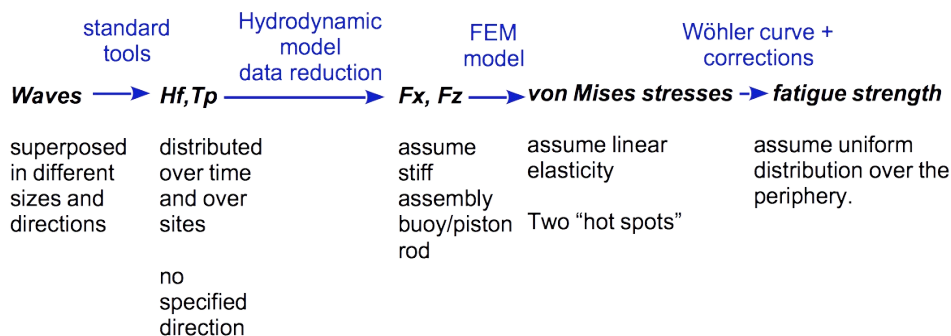 standard
tools
Hydrodynamic
model
data reduction
FEM
model
Wöhler curve +
corrections
Waves
Hf,Tp
Fx, Fz
von Mises stresses
fatigue strength
superposed
in different
sizes and
directions
distributed
over time
and over
sites
no
specified
direction
assume
stiff
assembly
buoy/piston
rod
assume linear
elasticity
Two “hot spots”
assume uniform
distribution over the
periphery.